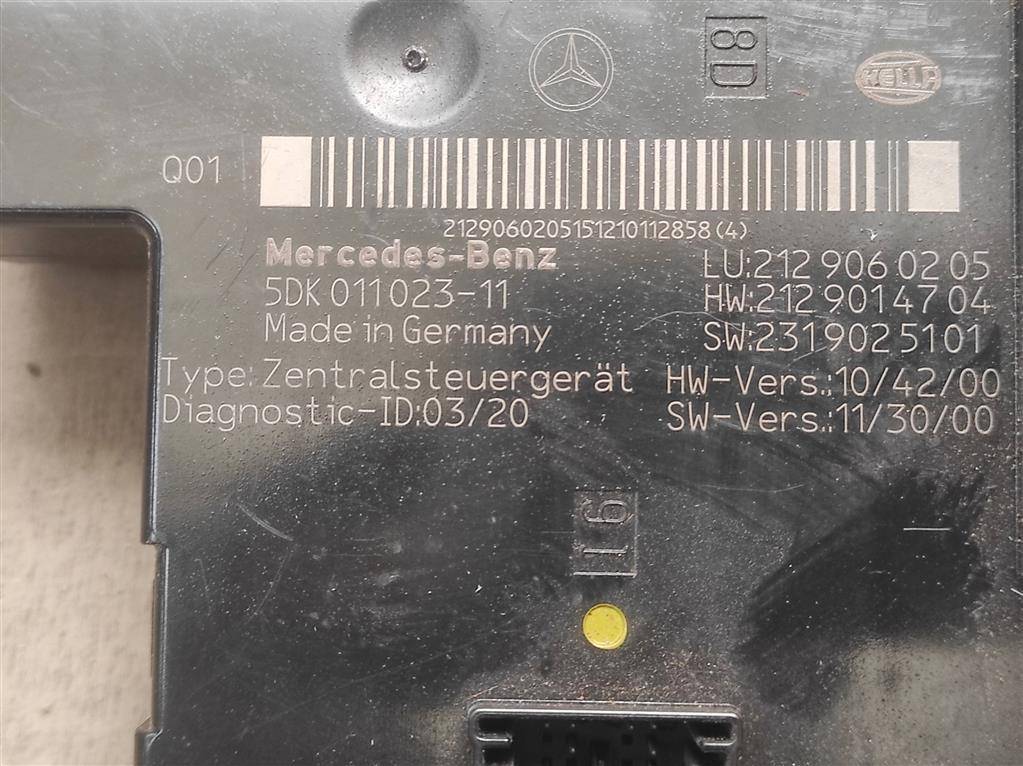 8D
HELLA
Q01
2129060205151210112858(4)
Mercedes-Benz
LU:212 906 02 05
5DK 011 023-11
HW:212 901 47 04
Made in Germany
SW:231 902 51 01
Type: Zentralsteuergerät
HW-Vers.:10/42/00
Diagnostic-ID:03/20
SW-Vers.:11/30/00
16